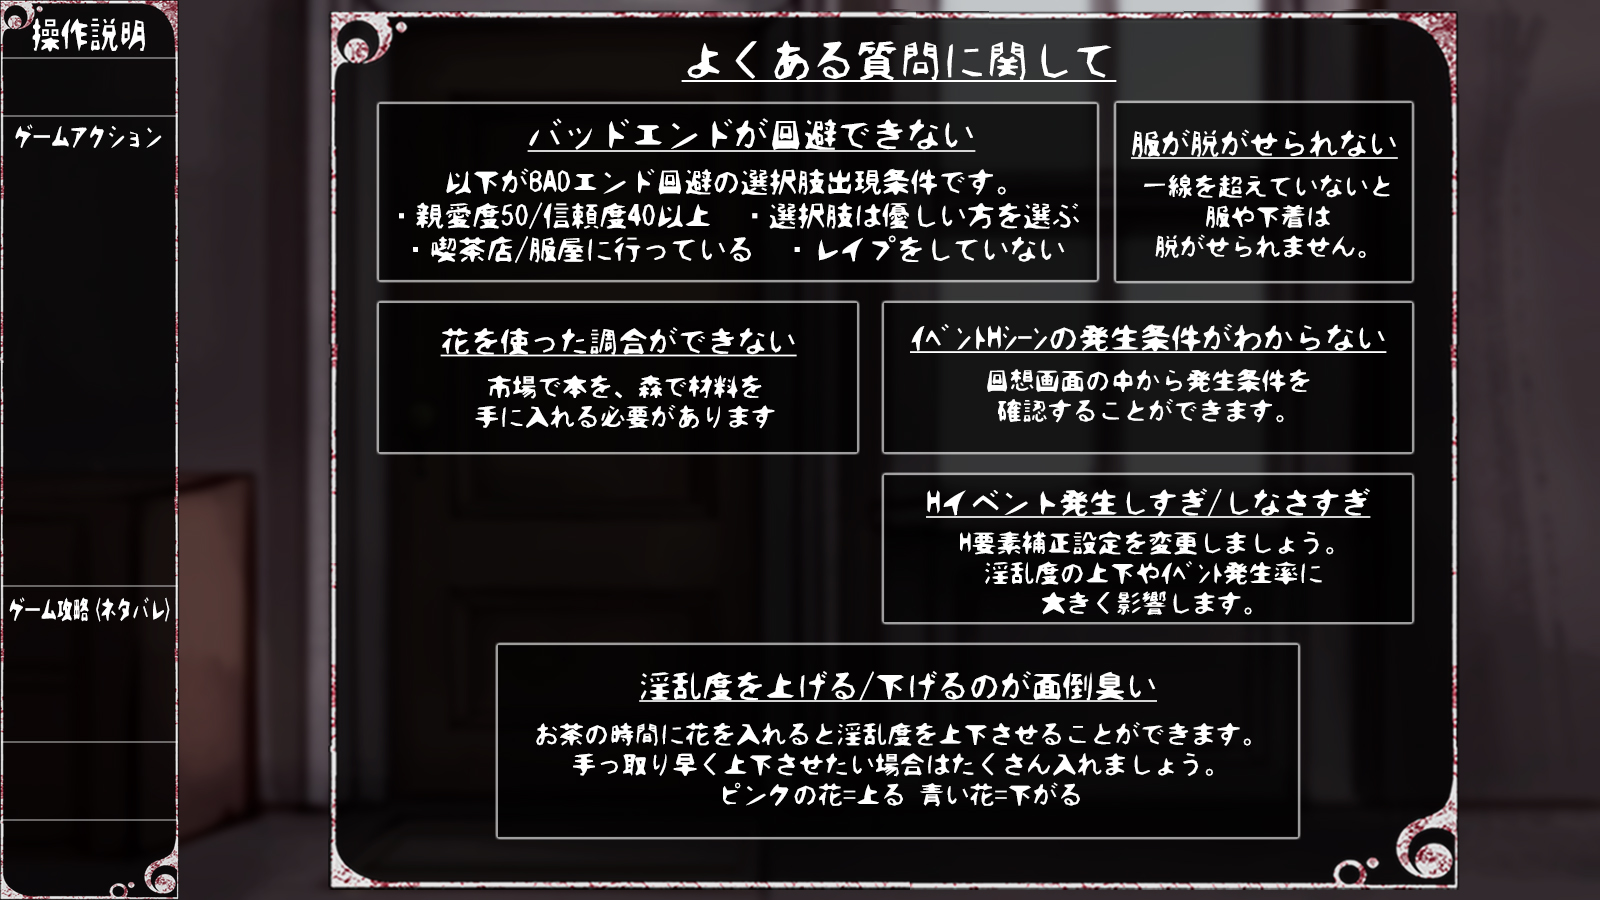 操作説明
ゲームアクション
ゲーム攻略(ネタバレ)
よくある質問に関して
バッドエンドが回避できない
以下がBADエンド回避の選択肢出現条件です。
・親愛度50/信頼度40以上 ・選択肢は優しい方を選ぶ
・喫茶店/服屋に行っている ・レイプをしていない
服が脱がせられない
一線を超えていないと
服や下着は
脱がせられません。
花を使った調合ができない
市場で本を、森で材料を
手に入れる必要があります
イベントHシーンの発生条件がわからない
回想画面の中から発生条件を
確認することができます。
Hイベント発生しすぎ/しなさすぎ
H要素補正設定を変更しましょう。
淫乱度の上下やイベント発生率に
大きく影響します。
淫乱度を上げる/下げるのが面倒臭い
お茶の時間に花を入れると淫乱度を上下させることができます。
手っ取り早く上下させたい場合はたくさん入れましょう。
ピンクの花=上る 青い花=下がる